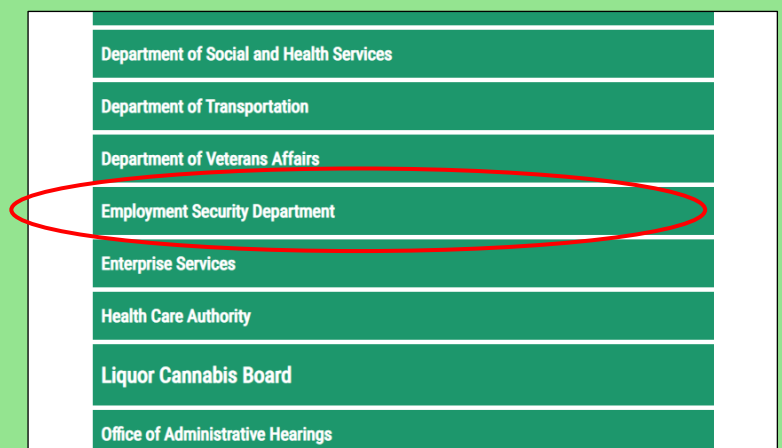 Department of Social and Health Services
Department of Transportation
Department of Veterans Affairs
Employment Security Department
Enterprise Services
Health Care Authority
Liquor Cannabis Board
Office of Administrative Hearings